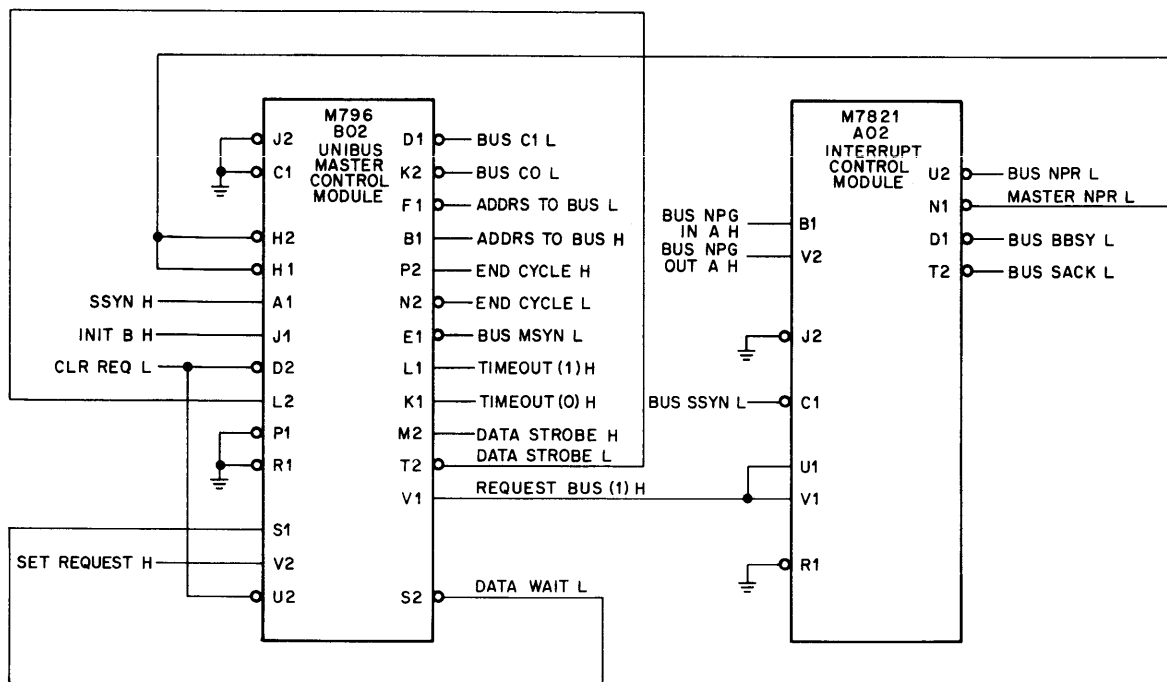 M796
B02
UNIBUS
MASTER
CONTROL
MODULE
J2
C1
H2
H1
SSYN H
A1
INIT B H
J1
CLR REQ L
D2
L2
P1
R1
S1
SET REQUEST H
V2
U2
D1
BUS C1 L
K2
BUS C0 L
F1
ADDRS TO BUS L
B1
ADDRS TO BUS H
P2
END CYCLE H
N2
END CYCLE L
E1
BUS MSYN L
L1
TIMEOUT (1) H
K1
TIMEOUT (0) H
M2
DATA STROBE H
T2
DATA STROBE L
V1
REQUEST BUS (1) H
S2
DATA WAIT L
M7821
A02
INTERRUPT
CONTROL
MODULE
BUS NPG
IN A H
B1
BUS NPG
OUT A H
V2
J2
BUS SSYN L
C1
U1
V1
R1
U2
BUS NPR L
N1
MASTER NPR L
D1
BUS BBSY L
T2
BUS SACK L